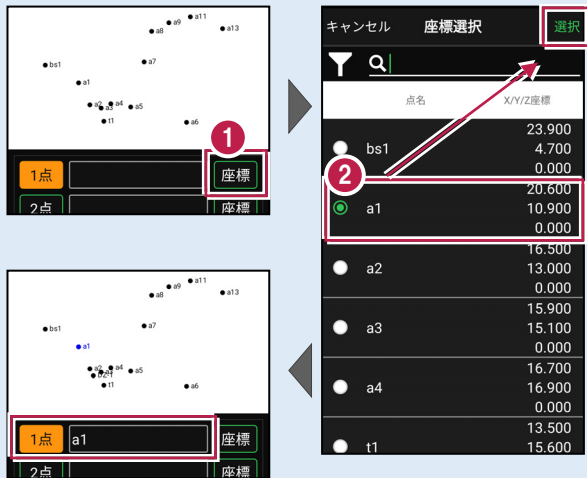 a11
a9
a8
a13
bs1
a7
a1
a2 a3 a4 a5
t1
a6
1
1点 座標
2点 座標
キャンセル 座標選択 選択
点名 X/Y/Z座標
23.900
bs1 4.700
0.000
2
20.600
a1 10.900
0.000
16.500
a2 13.000
0.000
15.900
a3 15.100
0.000
16.700
a4 16.900
0.000
13.500
t1 15.600
a11
a9
a8
a13
bs1
a7
a1
a2 a4 a5
t1
a6
1点 a1 座標
2点 座標